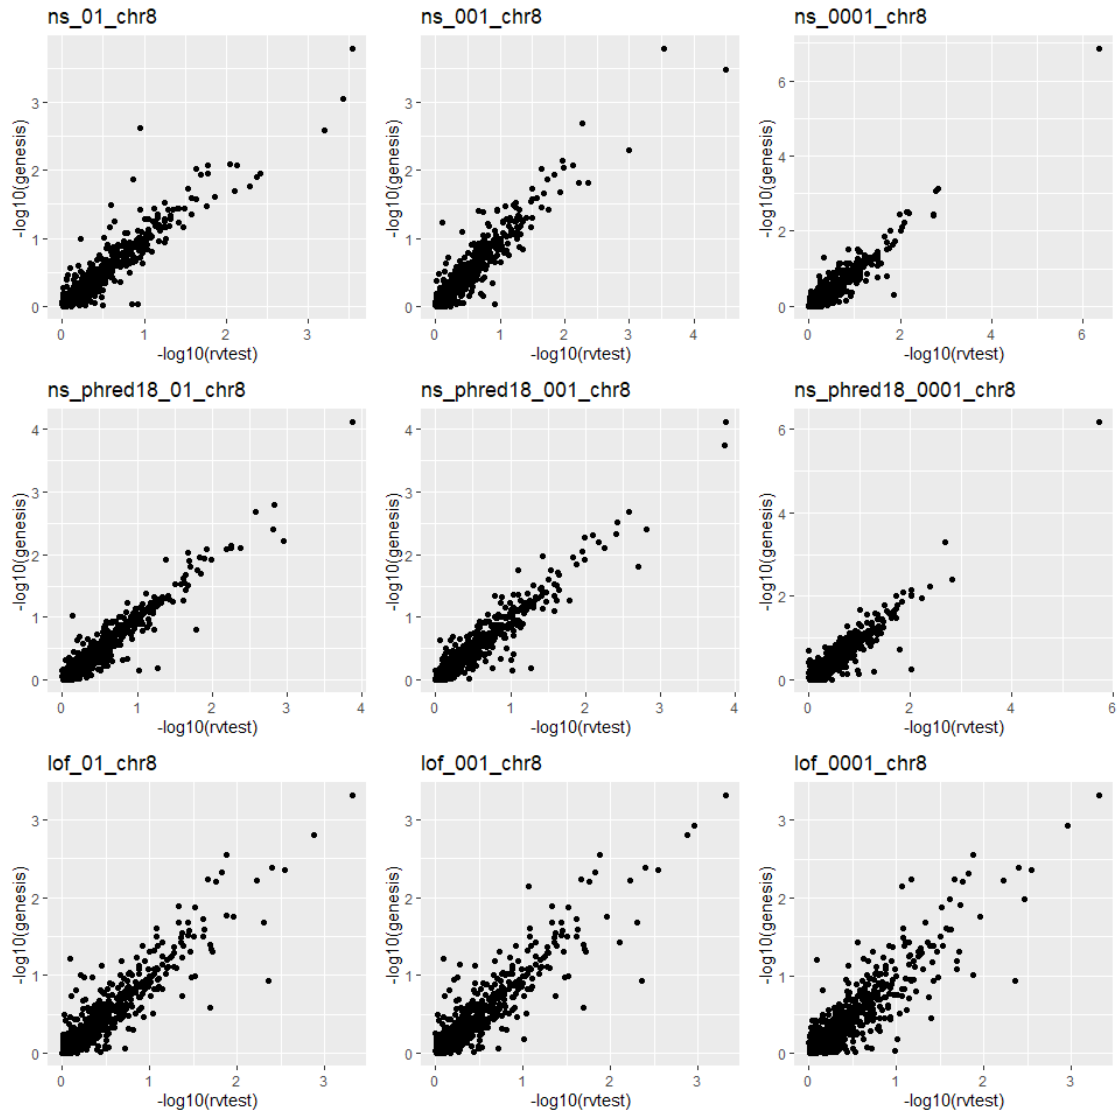 ns_01_chr8
-log10(genesis)
3
2
1
0
0 1 2 3
-log10(rvtest)
ns_001_chr8
-log10(genesis)
3
2
1
0
0 1 2 3 4
-log10(rvtest)
ns_0001_chr8
-log10(genesis)
6
4
2
0
0 2 4 6
-log10(rvtest)
ns_phred18_01_chr8
-log10(genesis)
4
3
2
1
0
0 1 2 3 4
-log10(rvtest)
ns_phred18_001_chr8
-log10(genesis)
4
3
2
1
0
0 1 2 3 4
-log10(rvtest)
ns_phred18_0001_chr8
-log10(genesis)
6
4
2
0
0 2 4 6
-log10(rvtest)
lof_01_chr8
-log10(genesis)
3
2
1
0
0 1 2 3
-log10(rvtest)
lof_001_chr8
-log10(genesis)
3
2
1
0
0 1 2 3
-log10(rvtest)
lof_0001_chr8
-log10(genesis)
3
2
1
0
0 1 2 3
-log10(rvtest)